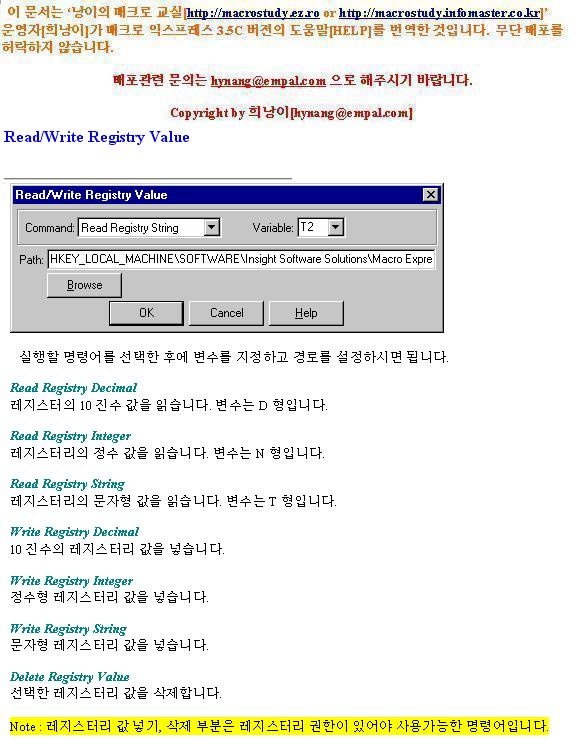 이 문서는 ‘낭이의 매크로 교실[http://macrostudy.ez.ro or http://macrostudy.infomaster.co.kr]’
운영자[희낭이]가 매크로 익스프레스 3.5C 버전의 도움말[HELP]를 번역한 것입니다. 무단 배포를
허락하지 않습니다.
배포관련 문의는 hynang@empal.com 으로 해주시기 바랍니다.
Copyright by 희낭이[hynang@empal.com]
Read/Write Registry Value
Read/Write Registry Value
Command: Read Registry String Variable: T2
Path: HKEY_LOCAL_MACHINE\SOFTWARE\Insight Software Solutions\Macro Expre
Browse
OK Cancel Help
실행할 명령어를 선택한 후에 변수를 지정하고 경로를 설정하시면 됩니다.
Read Registry Decimal
레지스터의 10 진수 값을 읽습니다. 변수는 D 형입니다.
Read Registry Integer
레지스터리의 정수 값을 읽습니다. 변수는 N 형입니다.
Read Registry String
레지스터리의 문자형 값을 읽습니다. 변수는 T 형입니다.
Write Registry Decimal
10 진수의 레지스터리 값을 넣습니다.
Write Registry Integer
정수형 레지스터리 값을 넣습니다.
Write Registry String
문자형 레지스터리 값을 넣습니다.
Delete Registry Value
선택한 레지스터리 값을 삭제합니다.
Note : 레지스터리 값 넣기, 삭제 부분은 레지스터리 권한이 있어야 사용가능한 명령어입니다.